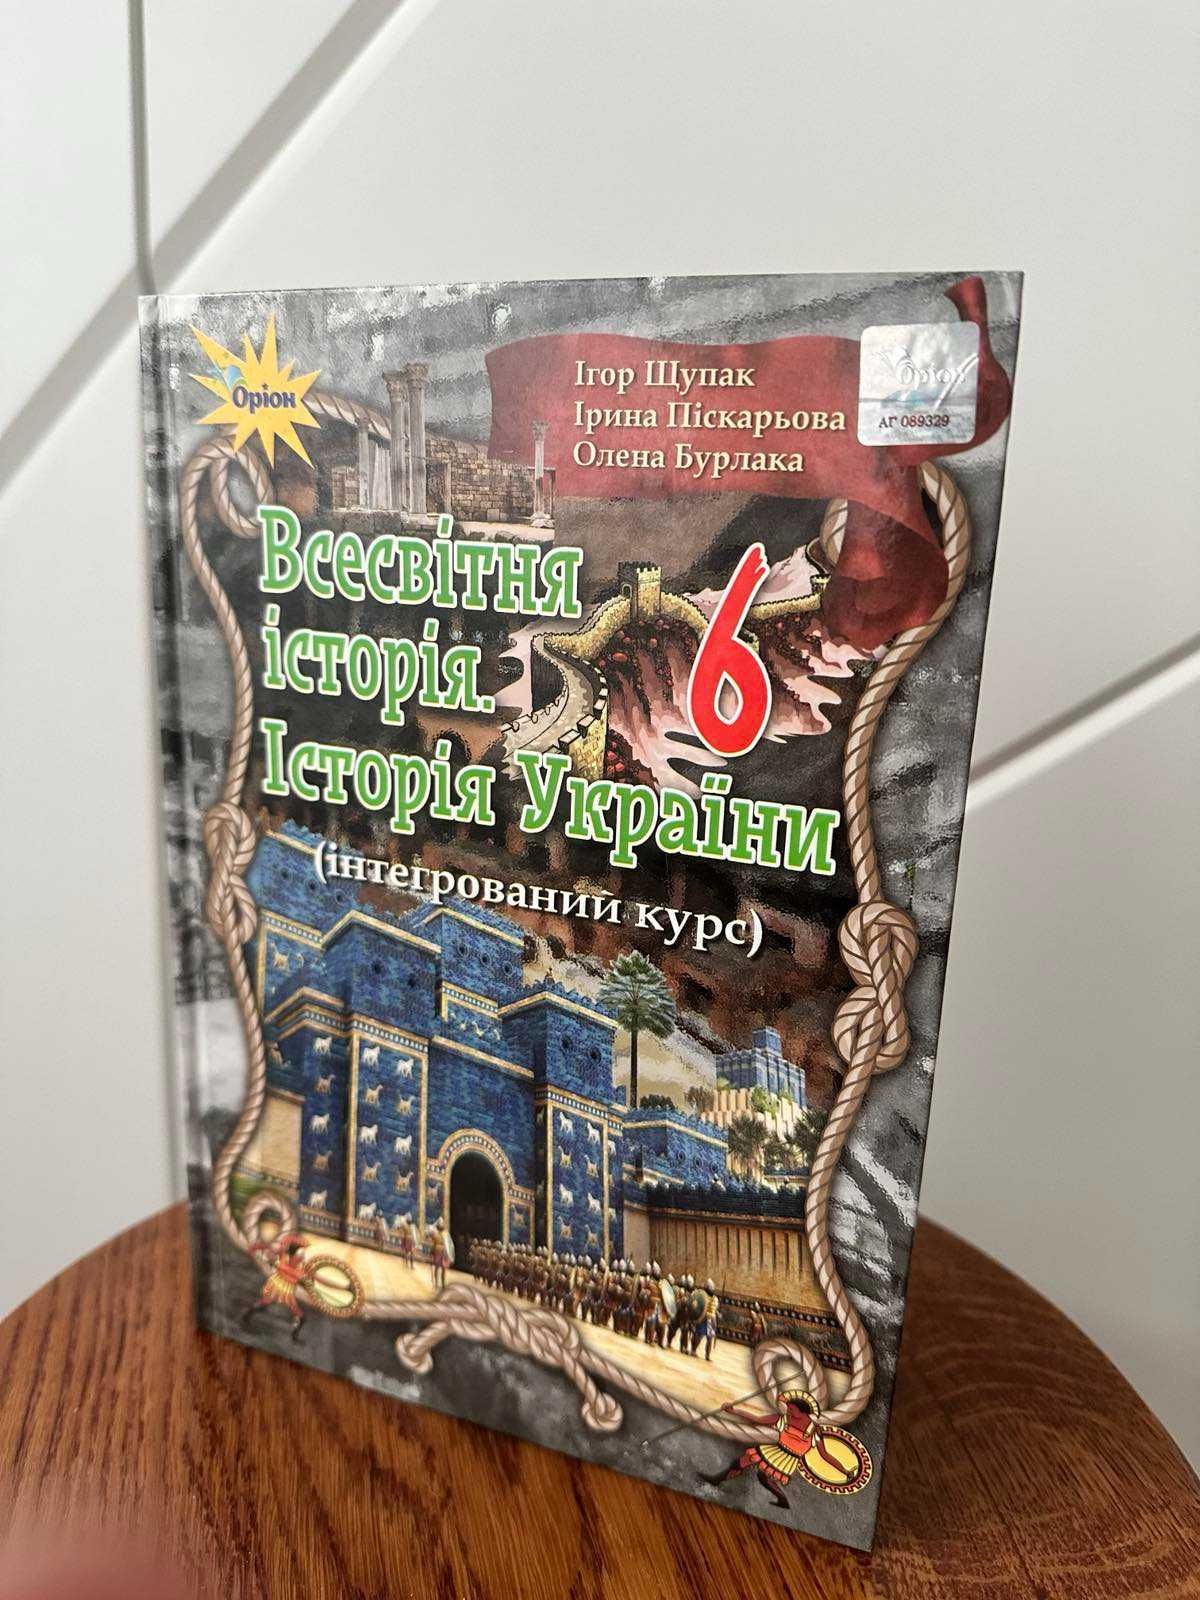 Оріон
Ігор Щупак
Ірина Піскарьова
Олена Бурлака
Оріон
АГ 089329
Всесвітня
історія.
6
Історія України
(інтегрований курс)